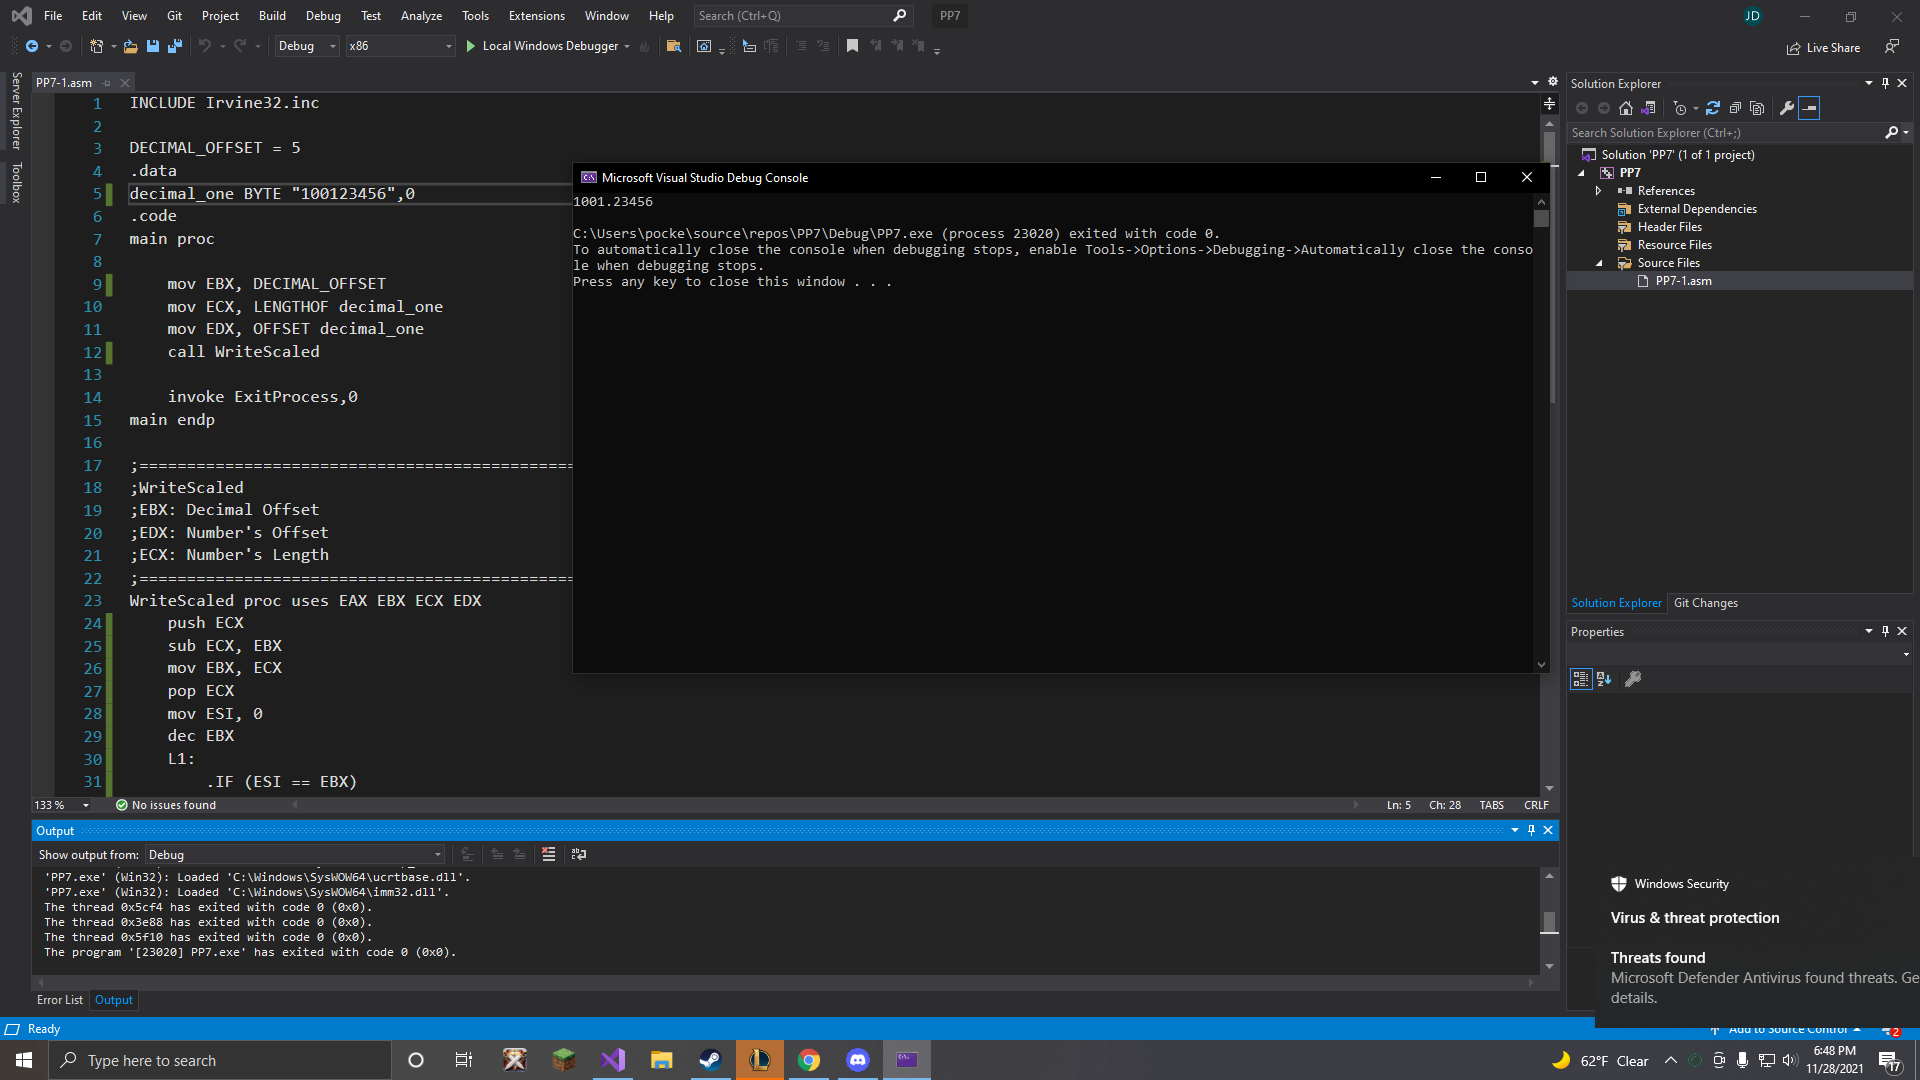 File Edit View Git Project Build Debug Test Analyze Tools Extensions Window Help Search (Ctrl+Q) PP7 JD
Debug x86 Local Windows Debugger Live Share
Server Explorer
Toolbox
PP7-1.asm
1 INCLUDE Irvine32.inc
2
3 DECIMAL_OFFSET = 5
4 .data
5 decimal_one BYTE "100123456",0
6 .code
7 main proc
8
9 mov EBX, DECIMAL_OFFSET
10 mov ECX, LENGTHOF decimal_one
11 mov EDX, OFFSET decimal_one
12 call WriteScaled
13
14 invoke ExitProcess,0
15 main endp
16
17 ;==============================================
18 ;WriteScaled
19 ;EBX: Decimal Offset
20 ;EDX: Number's Offset
21 ;ECX: Number's Length
22 ;==============================================
23 WriteScaled proc uses EAX EBX ECX EDX
24 push ECX
25 sub ECX, EBX
26 mov EBX, ECX
27 pop ECX
28 mov ESI, 0
29 dec EBX
30 L1:
31 .IF (ESI == EBX)
133 % No issues found Ln: 5 Ch: 28 TABS CRLF
Microsoft Visual Studio Debug Console
1001.23456
C:\Users\pocke\source\repos\PP7\Debug\PP7.exe (process 23020) exited with code 0.
To automatically close the console when debugging stops, enable Tools->Options->Debugging->Automatically close the conso
le when debugging stops.
Press any key to close this window . . .
Output
Show output from: Debug
'PP7.exe' (Win32): Loaded 'C:\Windows\SysWOW64\ucrtbase.dll'.
'PP7.exe' (Win32): Loaded 'C:\Windows\SysWOW64\imm32.dll'.
The thread 0x5cf4 has exited with code 0 (0x0).
The thread 0x3e88 has exited with code 0 (0x0).
The thread 0x5f10 has exited with code 0 (0x0).
The program '[23020] PP7.exe' has exited with code 0 (0x0).
Error List Output
Solution Explorer
Search Solution Explorer (Ctrl+;)
Solution 'PP7' (1 of 1 project)
PP7
References
External Dependencies
Header Files
Resource Files
Source Files
PP7-1.asm
Solution Explorer Git Changes
Properties
Windows Security
Virus & threat protection
Threats found
Microsoft Defender Antivirus found threats. Ge
details.
Ready Add to Source Control 2
Type here to search 62°F Clear 6:48 PM
11/28/2021 17